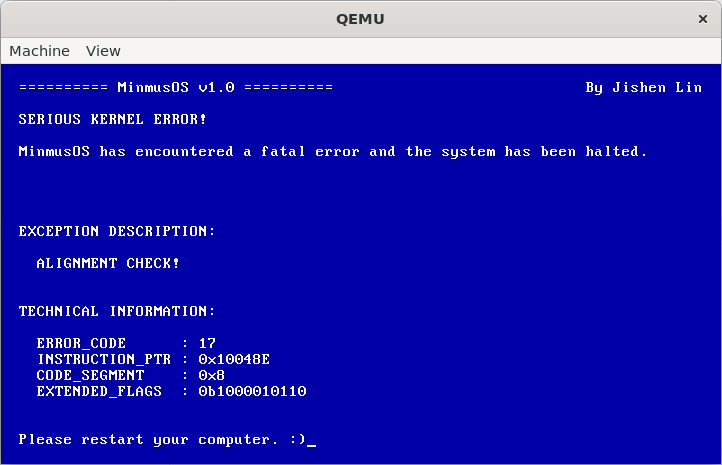 QEMU
Machine View
========== MinmusOS v1.0 ========== By Jishen Lin
SERIOUS KERNEL ERROR!
MinmusOS has encountered a fatal error and the system has been halted.
EXCEPTION DESCRIPTION:
ALIGNMENT CHECK!
TECHNICAL INFORMATION:
ERROR_CODE : 17
INSTRUCTION_PTR : 0x10048E
CODE_SEGMENT : 0x8
EXTENDED_FLAGS : 0b1000010110
Please restart your computer. :)_